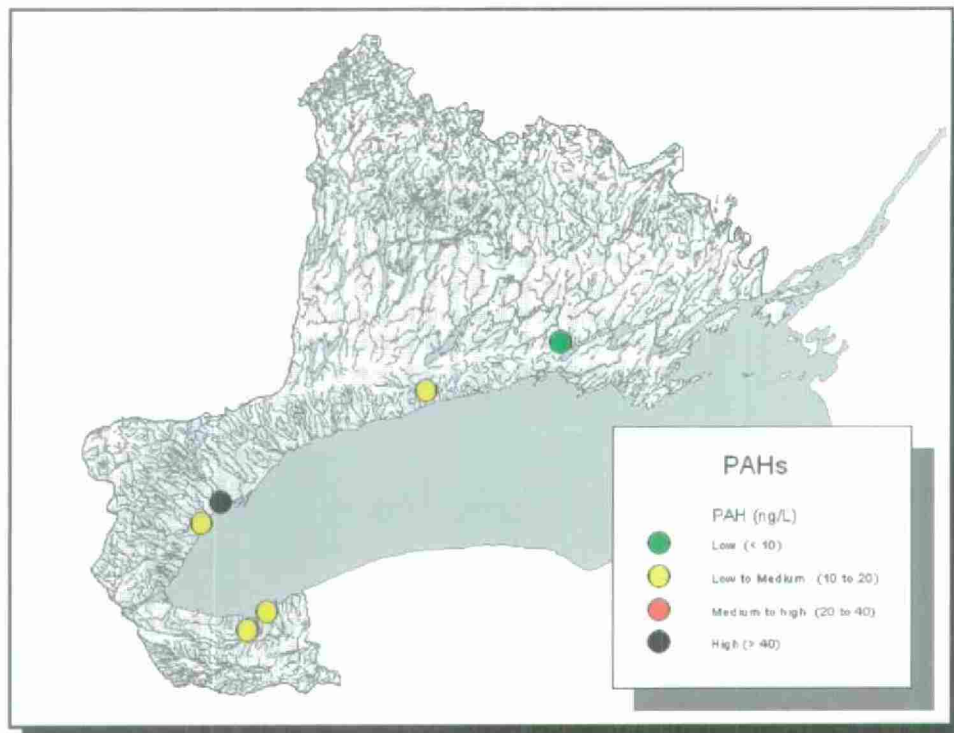 PAHs
PAH (ng/L)
Low (< 10)
Low to Medium (10 to 20)
Medium to high (20 to 40)
High (> 40)